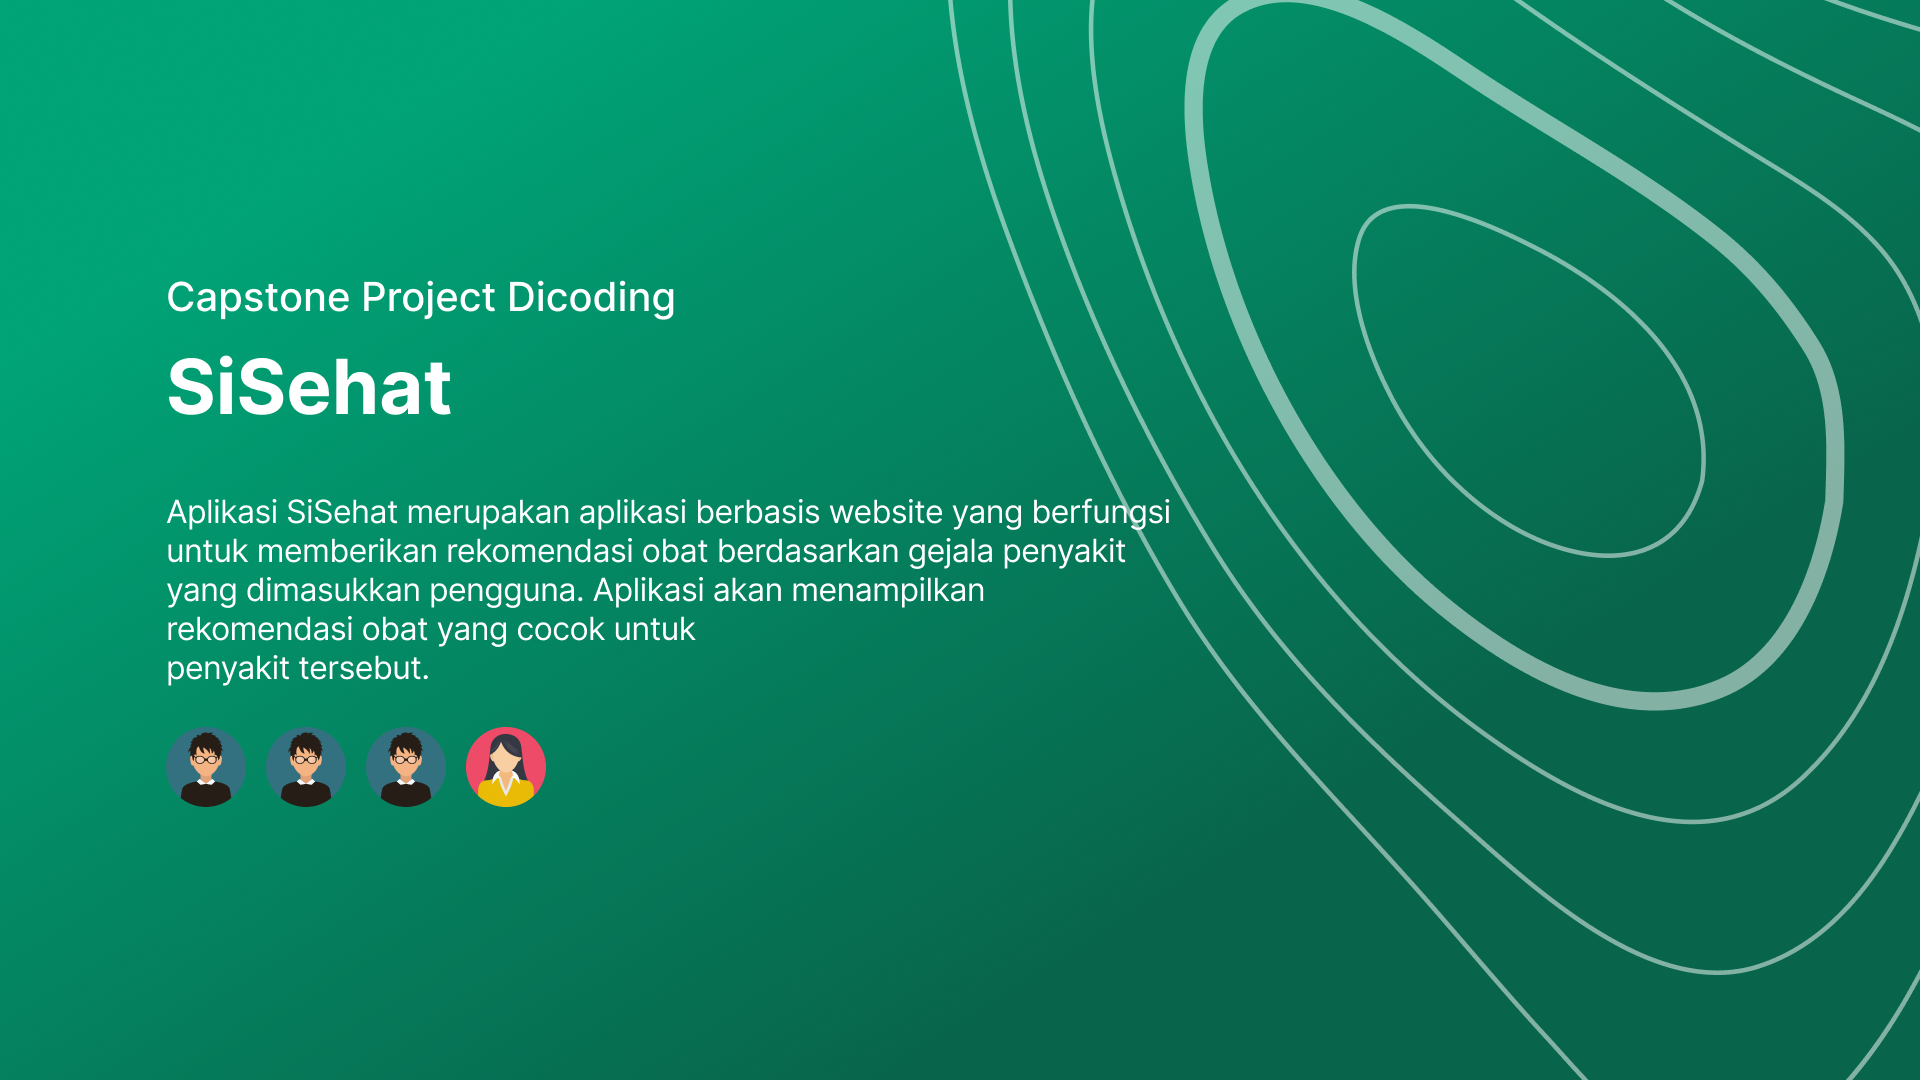 Capstone Project Dicoding
SiSehat
Aplikasi SiSehat merupakan aplikasi berbasis website yang berfungsi
untuk memberikan rekomendasi obat berdasarkan gejala penyakit
yang dimasukkan pengguna. Aplikasi akan menampilkan
rekomendasi obat yang cocok untuk
penyakit tersebut.